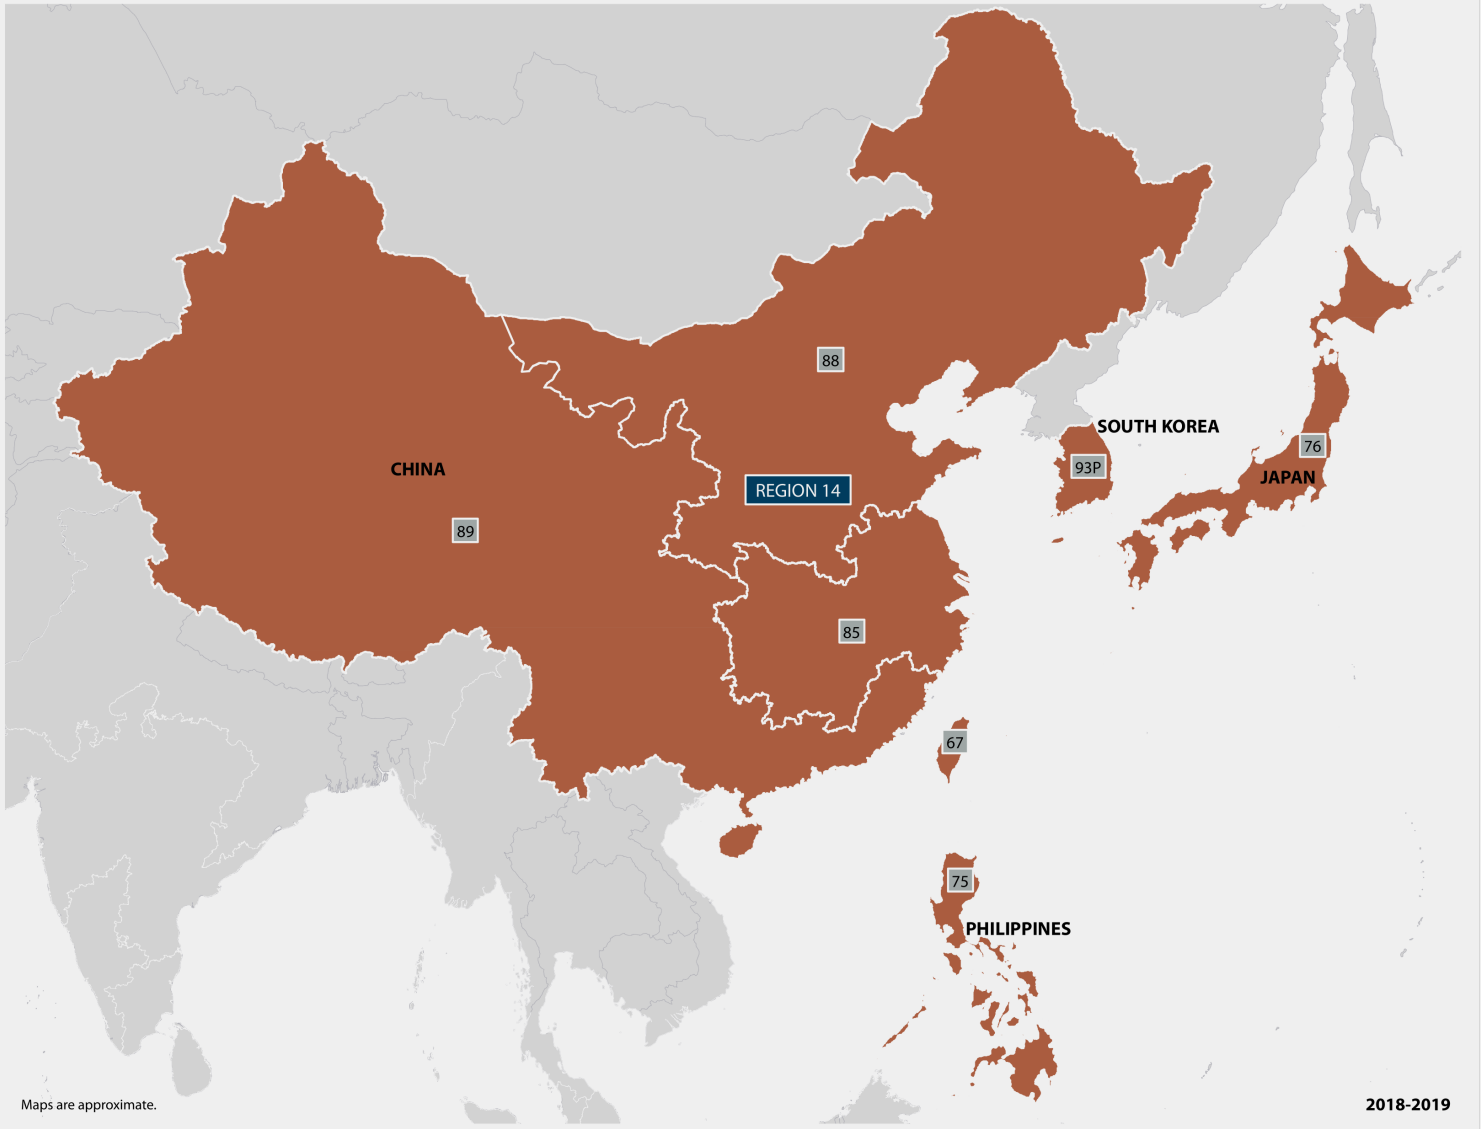 88
SOUTH KOREA
76
93P
CHINA
JAPAN
REGION 14
89
85
67
75
PHILIPPINES
Maps are approximate.
2018-2019